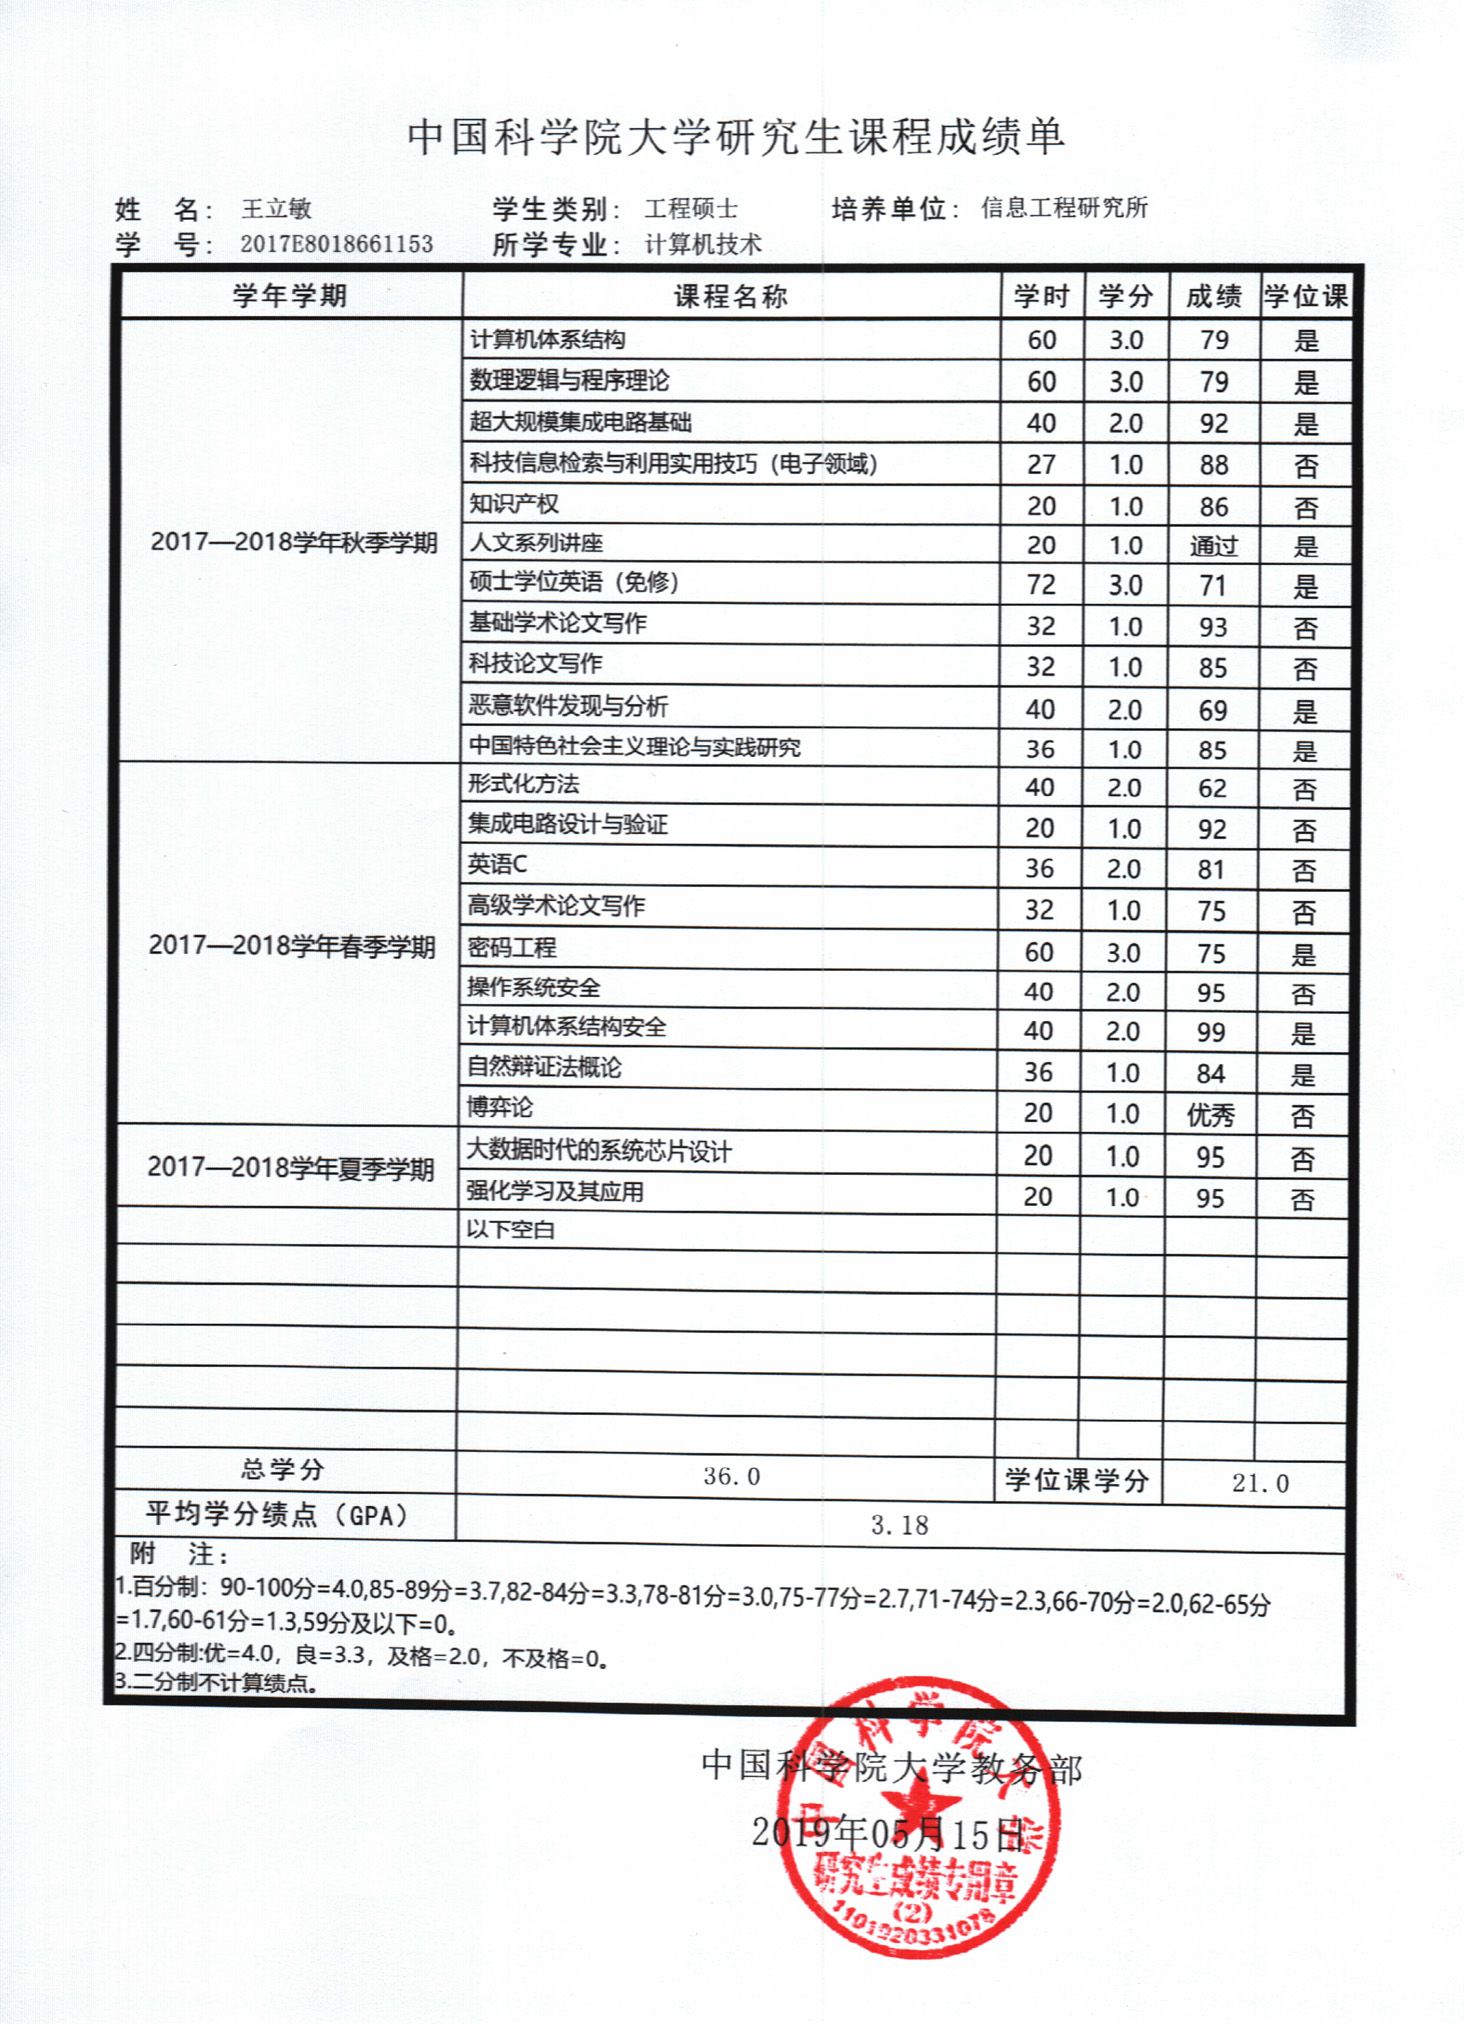 中国科学院大学研究生课程成绩单
姓 名： 王立敏 学生类别： 工程硕士 培养单位： 信息工程研究所
学 号： 2017E8018661153 所学专业： 计算机技术
学年学期 课程名称 学时 学分 成绩 学位课
计算机体系结构 60 3.0 79 是
数理逻辑与程序理论 60 3.0 79 是
超大规模集成电路基础 40 2.0 92 是
科技信息检索与利用实用技巧（电子领域） 27 1.0 88 否
知识产权 20 1.0 86 否
2017—2018学年秋季学期 人文系列讲座 20 1.0 通过 是
硕士学位英语（免修） 72 3.0 71 是
基础学术论文写作 32 1.0 93 否
科技论文写作 32 1.0 85 否
恶意软件发现与分析 40 2.0 69 是
中国特色社会主义理论与实践研究 36 1.0 85 是
形式化方法 40 2.0 62 否
集成电路设计与验证 20 1.0 92 否
英语C 36 2.0 81 否
高级学术论文写作 32 1.0 75 否
2017—2018学年春季学期 密码工程 60 3.0 75 是
操作系统安全 40 2.0 95 否
计算机体系结构安全 40 2.0 99 是
自然辩证法概论 36 1.0 84 是
博弈论 20 1.0 优秀 否
2017—2018学年夏季学期 大数据时代的系统芯片设计 20 1.0 95 否
强化学习及其应用 20 1.0 95 否
以下空白
总学分 36.0 学位课学分 21.0
平均学分绩点（GPA） 3.18
附 注：
1.百分制：90-100分=4.0,85-89分=3.7,82-84分=3.3,78-81分=3.0,75-77分=2.7,71-74分=2.3,66-70分=2.0,62-65分
=1.7,60-61分=1.3,59分及以下=0。
2.四分制:优=4.0，良=3.3，及格=2.0，不及格=0。
3.二分制不计算绩点。
中国科学院大学教务部
2019年05月15日
中国科学院大学
研究生成绩专用章
(2)
1101920331078